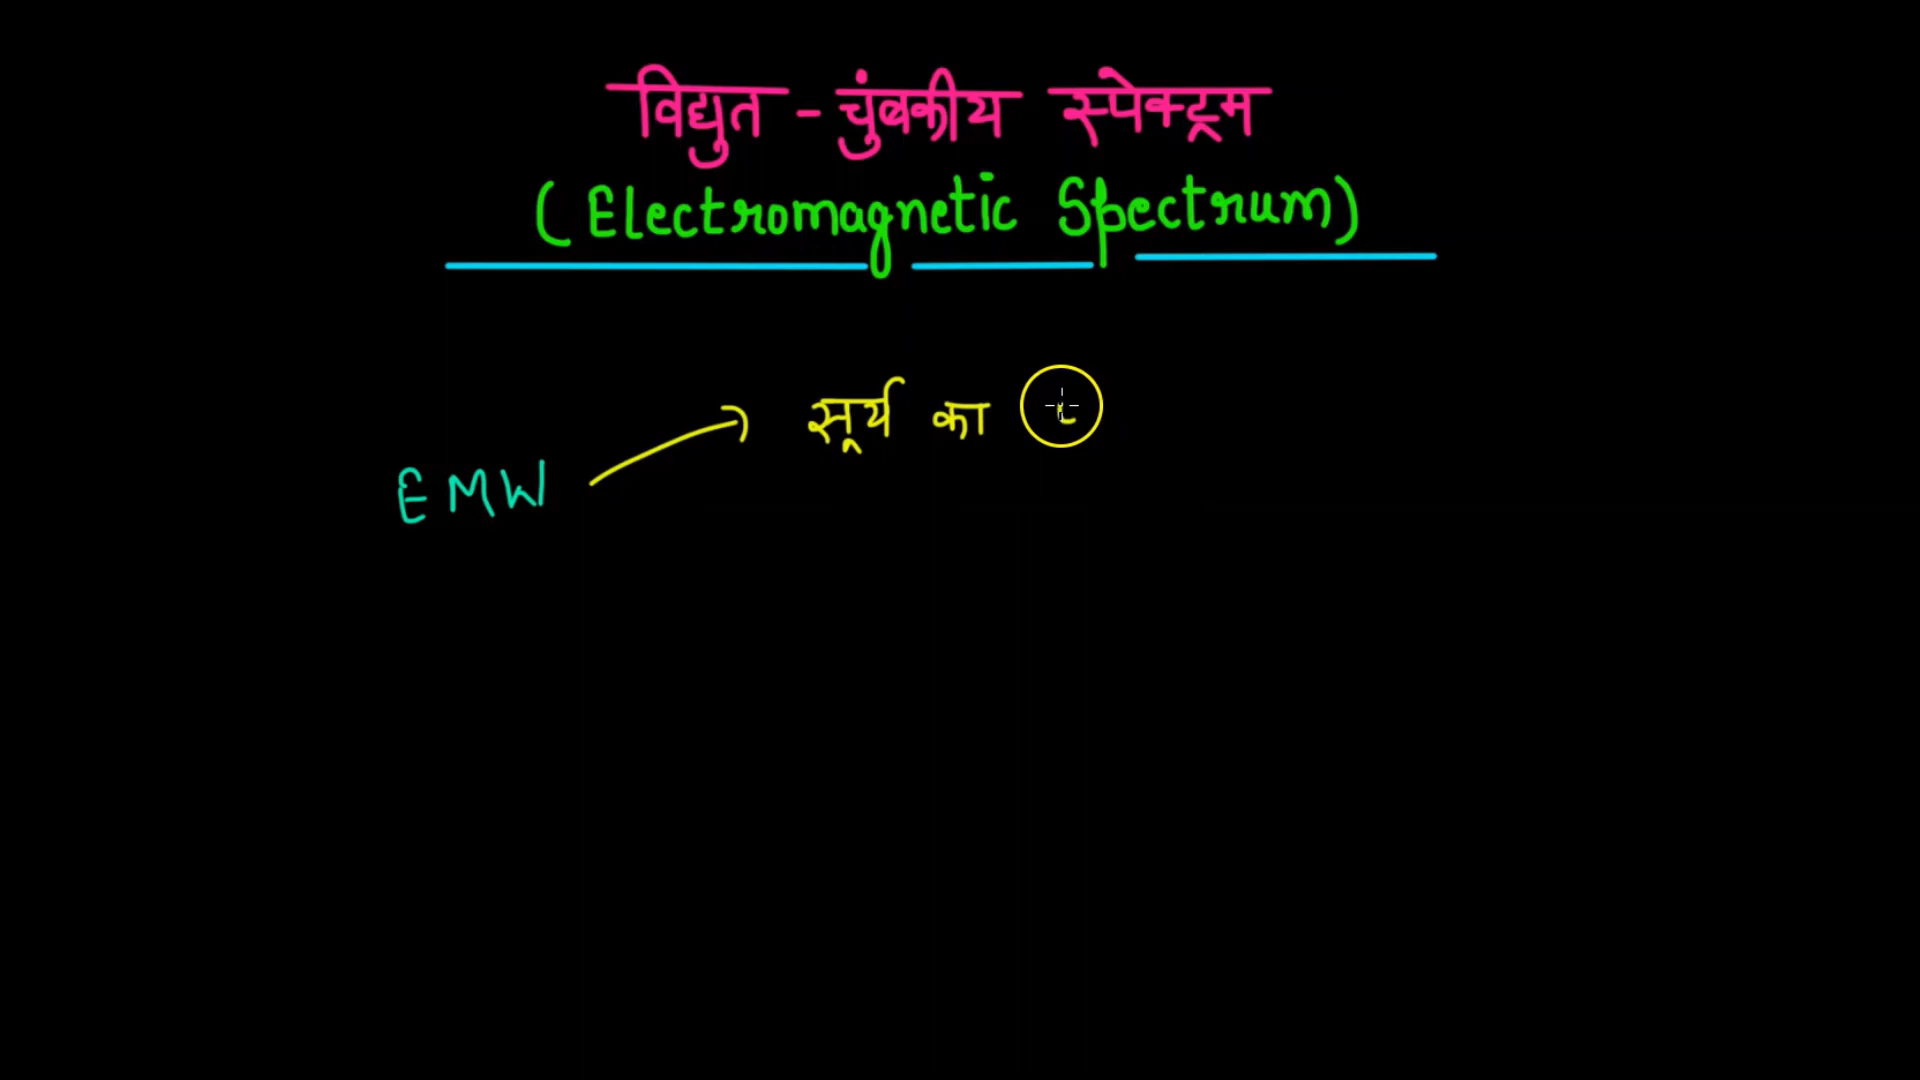 विद्युत - चुंबकीय स्पेक्ट्रम
(Electromagnetic Spectrum)
सूर्य का
EMW